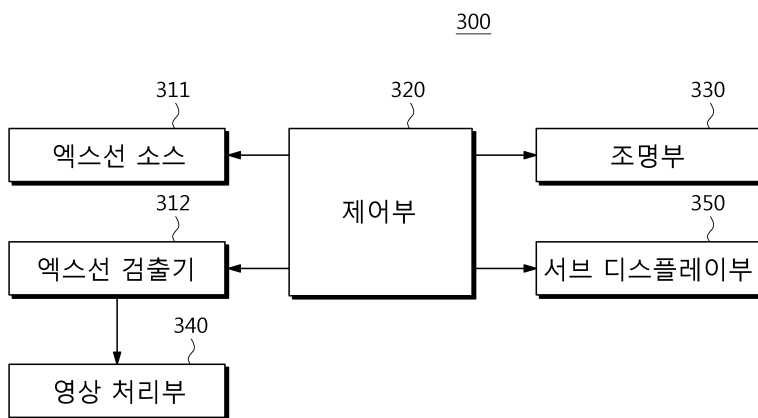 300
311
320
330
엑스선 소스
제어부
조명부
312
350
엑스선 검출기
서브 디스플레이부
340
영상 처리부